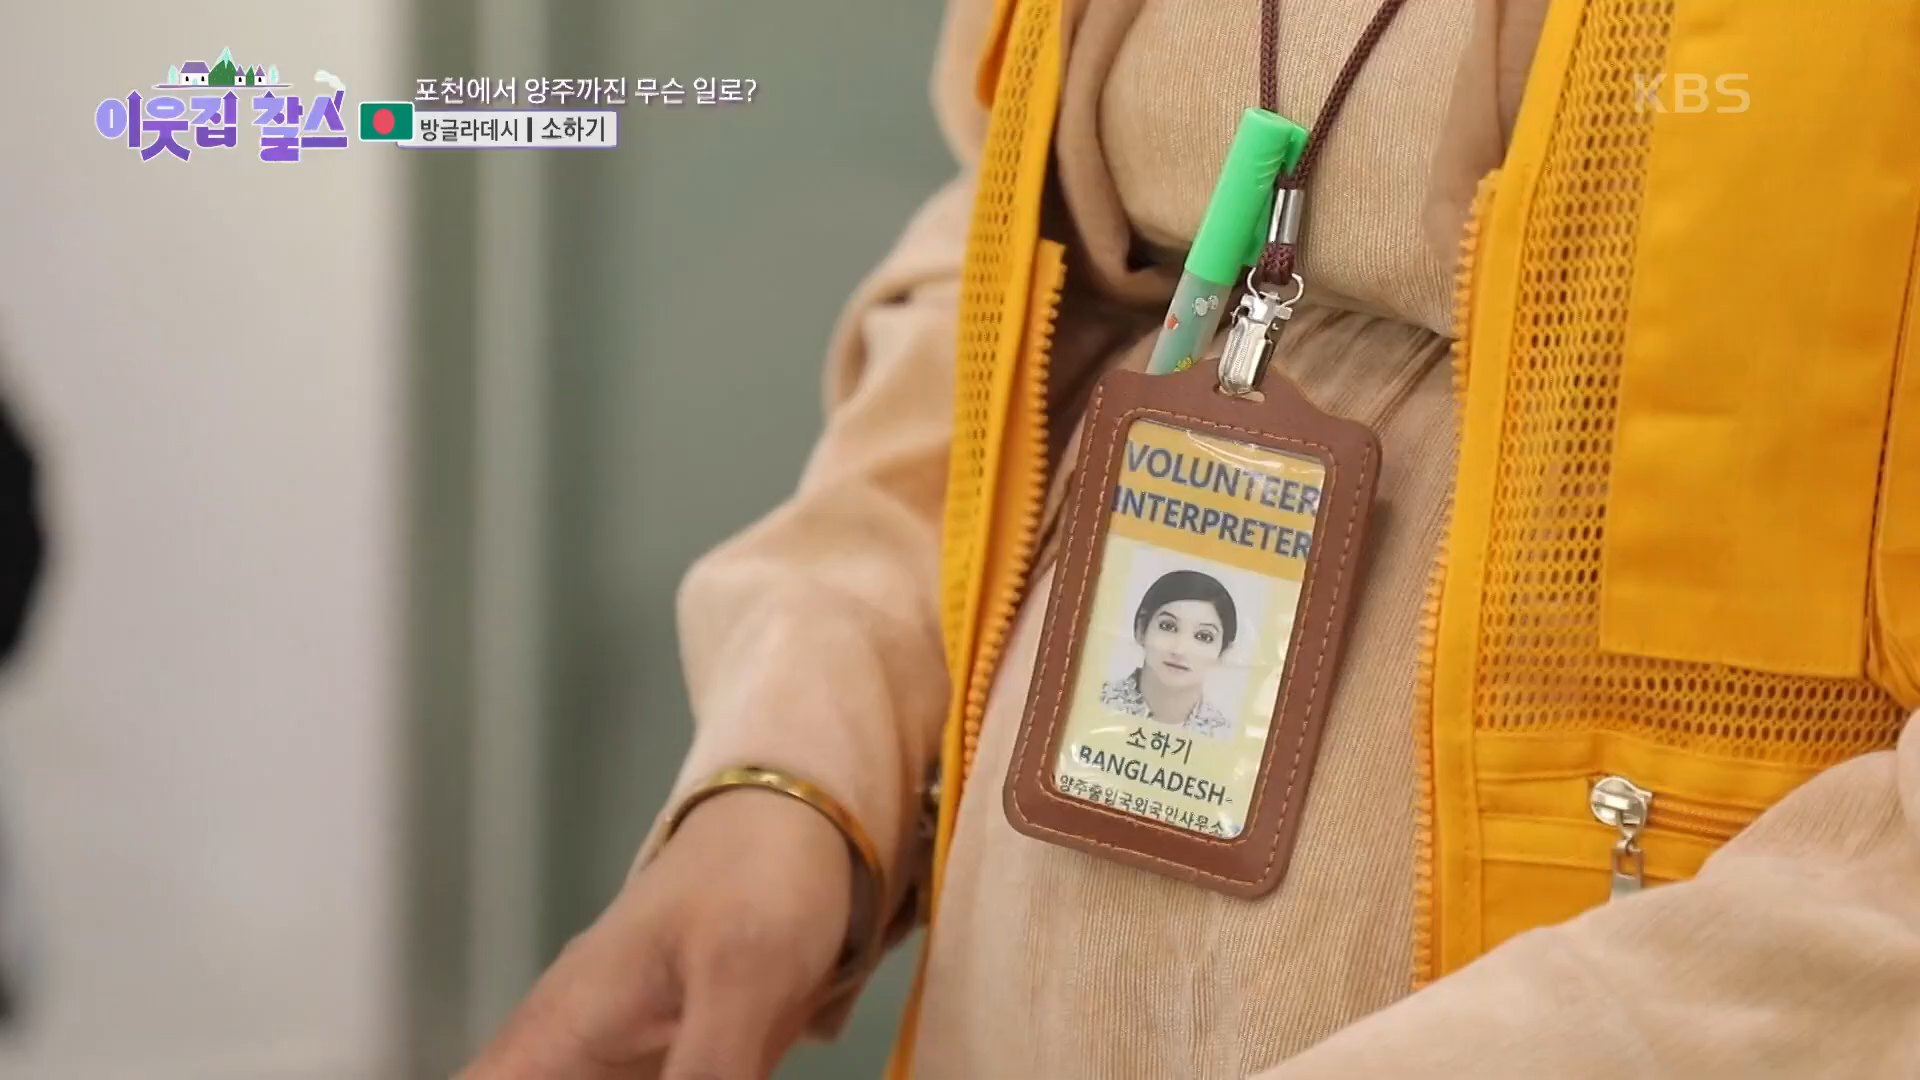 이웃집 찰스
포천에서 양주까진 무슨 일로?
방글라데시 | 소하기
KBS
VOLUNTEER
INTERPRETER
소하기
BANGLADESH-
양주출입국외국인사무소